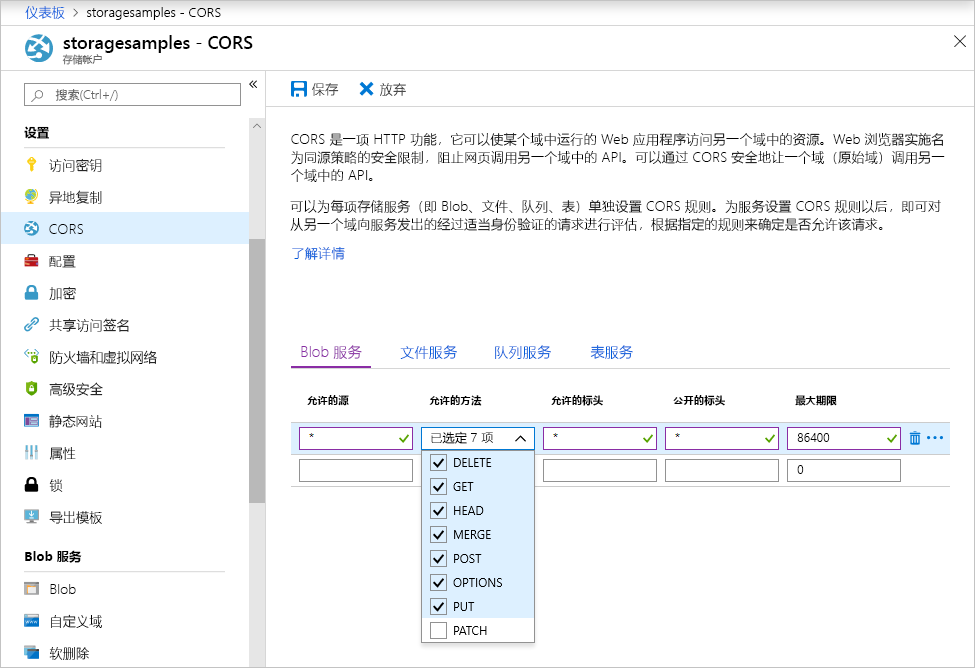 仪表板 > storagesamples - CORS
storagesamples - CORS
存储帐户
搜索(Ctrl+/)
«
设置
访问密钥
异地复制
CORS
配置
加密
共享访问签名
防火墙和虚拟网络
高级安全
静态网站
属性
锁
导出模板
Blob 服务
Blob
自定义域
软删除
保存
放弃
CORS 是一项 HTTP 功能，它可以使某个域中运行的 Web 应用程序访问另一个域中的资源。Web 浏览器实施名
为同源策略的安全限制，阻止网页调用另一个域中的 API。可以通过 CORS 安全地让一个域（原始域）调用另一
个域中的 API。
可以为每项存储服务（即 Blob、文件、队列、表）单独设置 CORS 规则。为服务设置 CORS 规则以后，即可对
从另一个域向服务发出的经过适当身份验证的请求进行评估，根据指定的规则来确定是否允许该请求。
了解详情
Blob 服务 文件服务 队列服务 表服务
允许的源 允许的方法 允许的标头 公开的标头 最大期限
* 已选定 7 项 * * 86400
0
DELETE
GET
HEAD
MERGE
POST
OPTIONS
PUT
PATCH